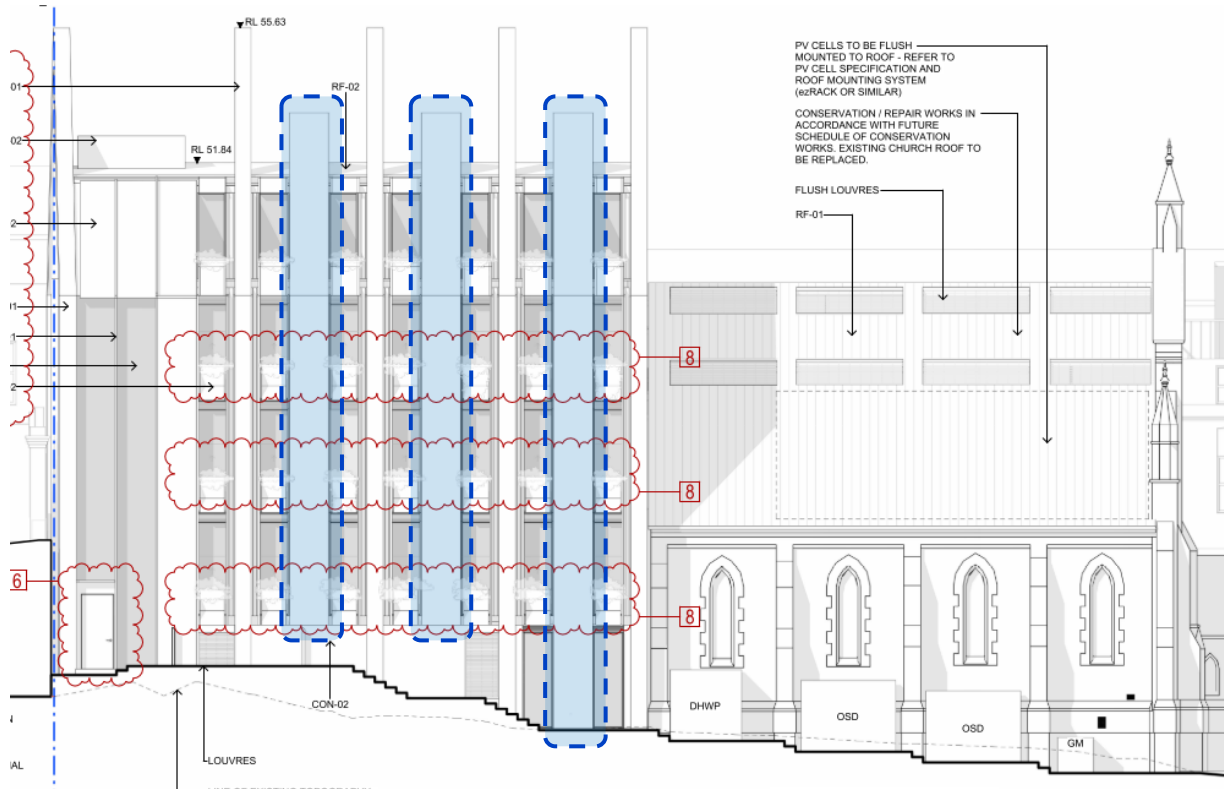 RL 55.63
01
RF-02
02
RL 51.84
2
01
1
2
8
8
8
6
CON-02
LOUVRES
PV CELLS TO BE FLUSH
MOUNTED TO ROOF - REFER TO
PV CELL SPECIFICATION AND
ROOF MOUNTING SYSTEM
(ezRACK OR SIMILAR)
CONSERVATION / REPAIR WORKS IN
ACCORDANCE WITH FUTURE
SCHEDULE OF CONSERVATION
WORKS. EXISTING CHURCH ROOF TO
BE REPLACED.
FLUSH LOUVRES
RF-01
DHWP
OSD
OSD
GM
N
IAL